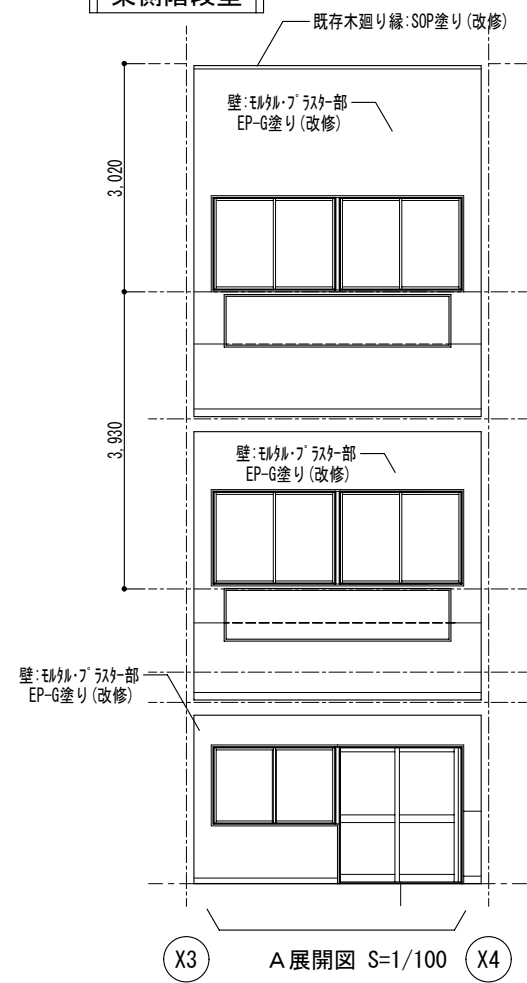 東側階段室
既存木廻り縁:SOP塗り(改修)
壁:ﾓﾙﾀﾙ･ﾌﾟﾗｽﾀｰ部
EP-G塗り(改修)
3,020
3,930
壁:ﾓﾙﾀﾙ･ﾌﾟﾗｽﾀｰ部
EP-G塗り(改修)
壁:ﾓﾙﾀﾙ･ﾌﾟﾗｽﾀｰ部
EP-G塗り(改修)
X3
A展開図 S=1/100
X4